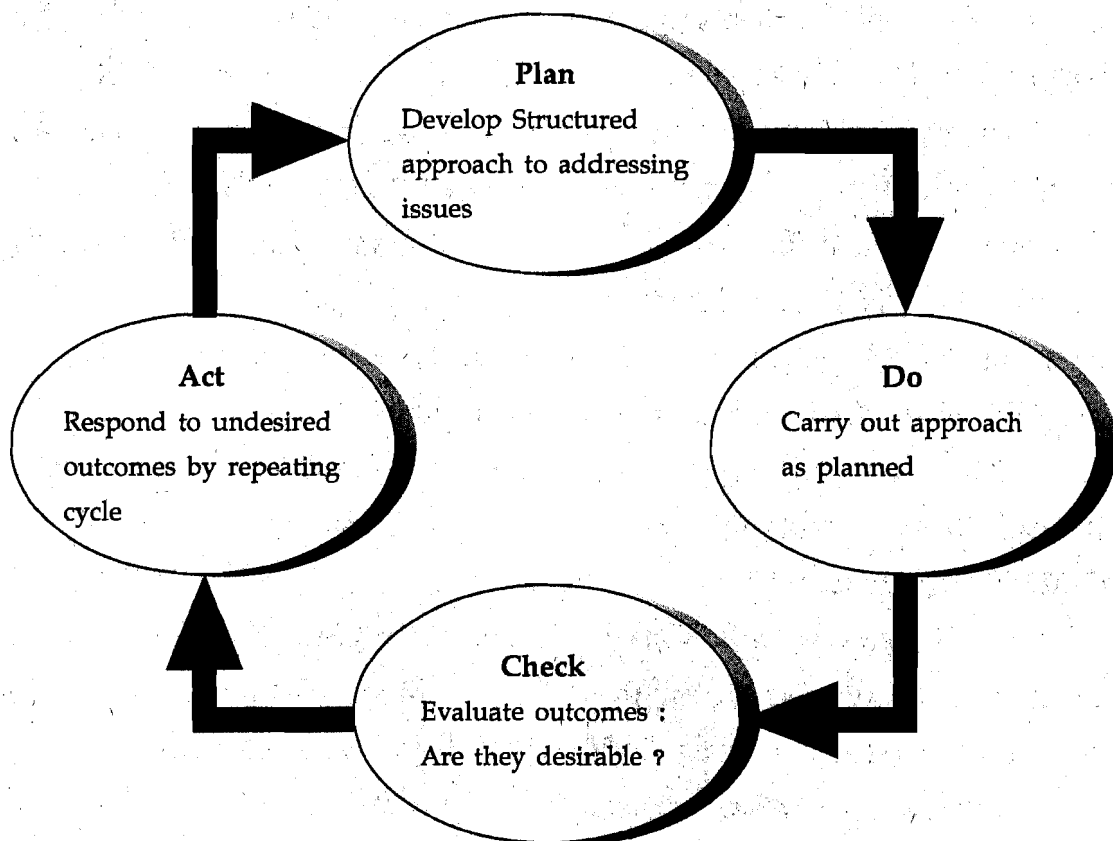 Plan
Develop Structured
approach to addressing
issues
Do
Carry out approach
as planned
Check
Evaluate outcomes :
Are they desirable ?
Act
Respond to undesired
outcomes by repeating
cycle